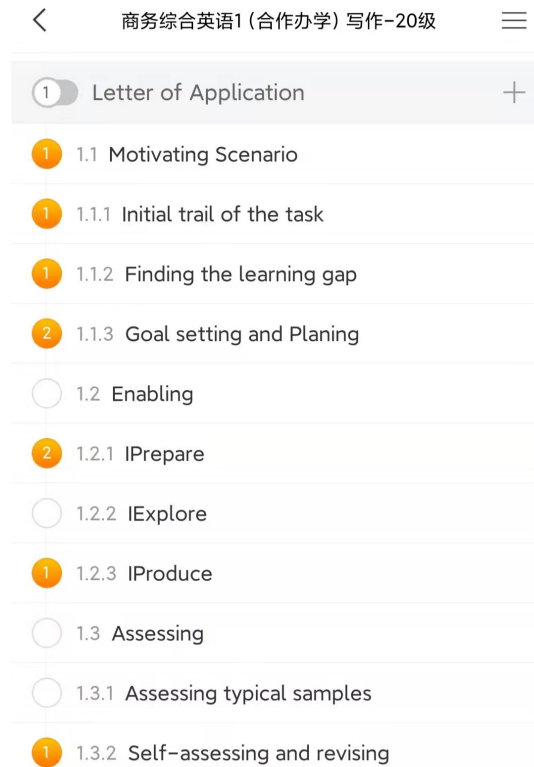 商务综合英语1（合作办学）写作-20级
1 Letter of Application
1 1.1 Motivating Scenario
1 1.1.1 Initial trail of the task
1 1.1.2 Finding the learning gap
2 1.1.3 Goal setting and Planing
1.2 Enabling
2 1.2.1 IPrepare
1.2.2 IExplore
1 1.2.3 IProduce
1.3 Assessing
1.3.1 Assessing typical samples
1 1.3.2 Self-assessing and revising